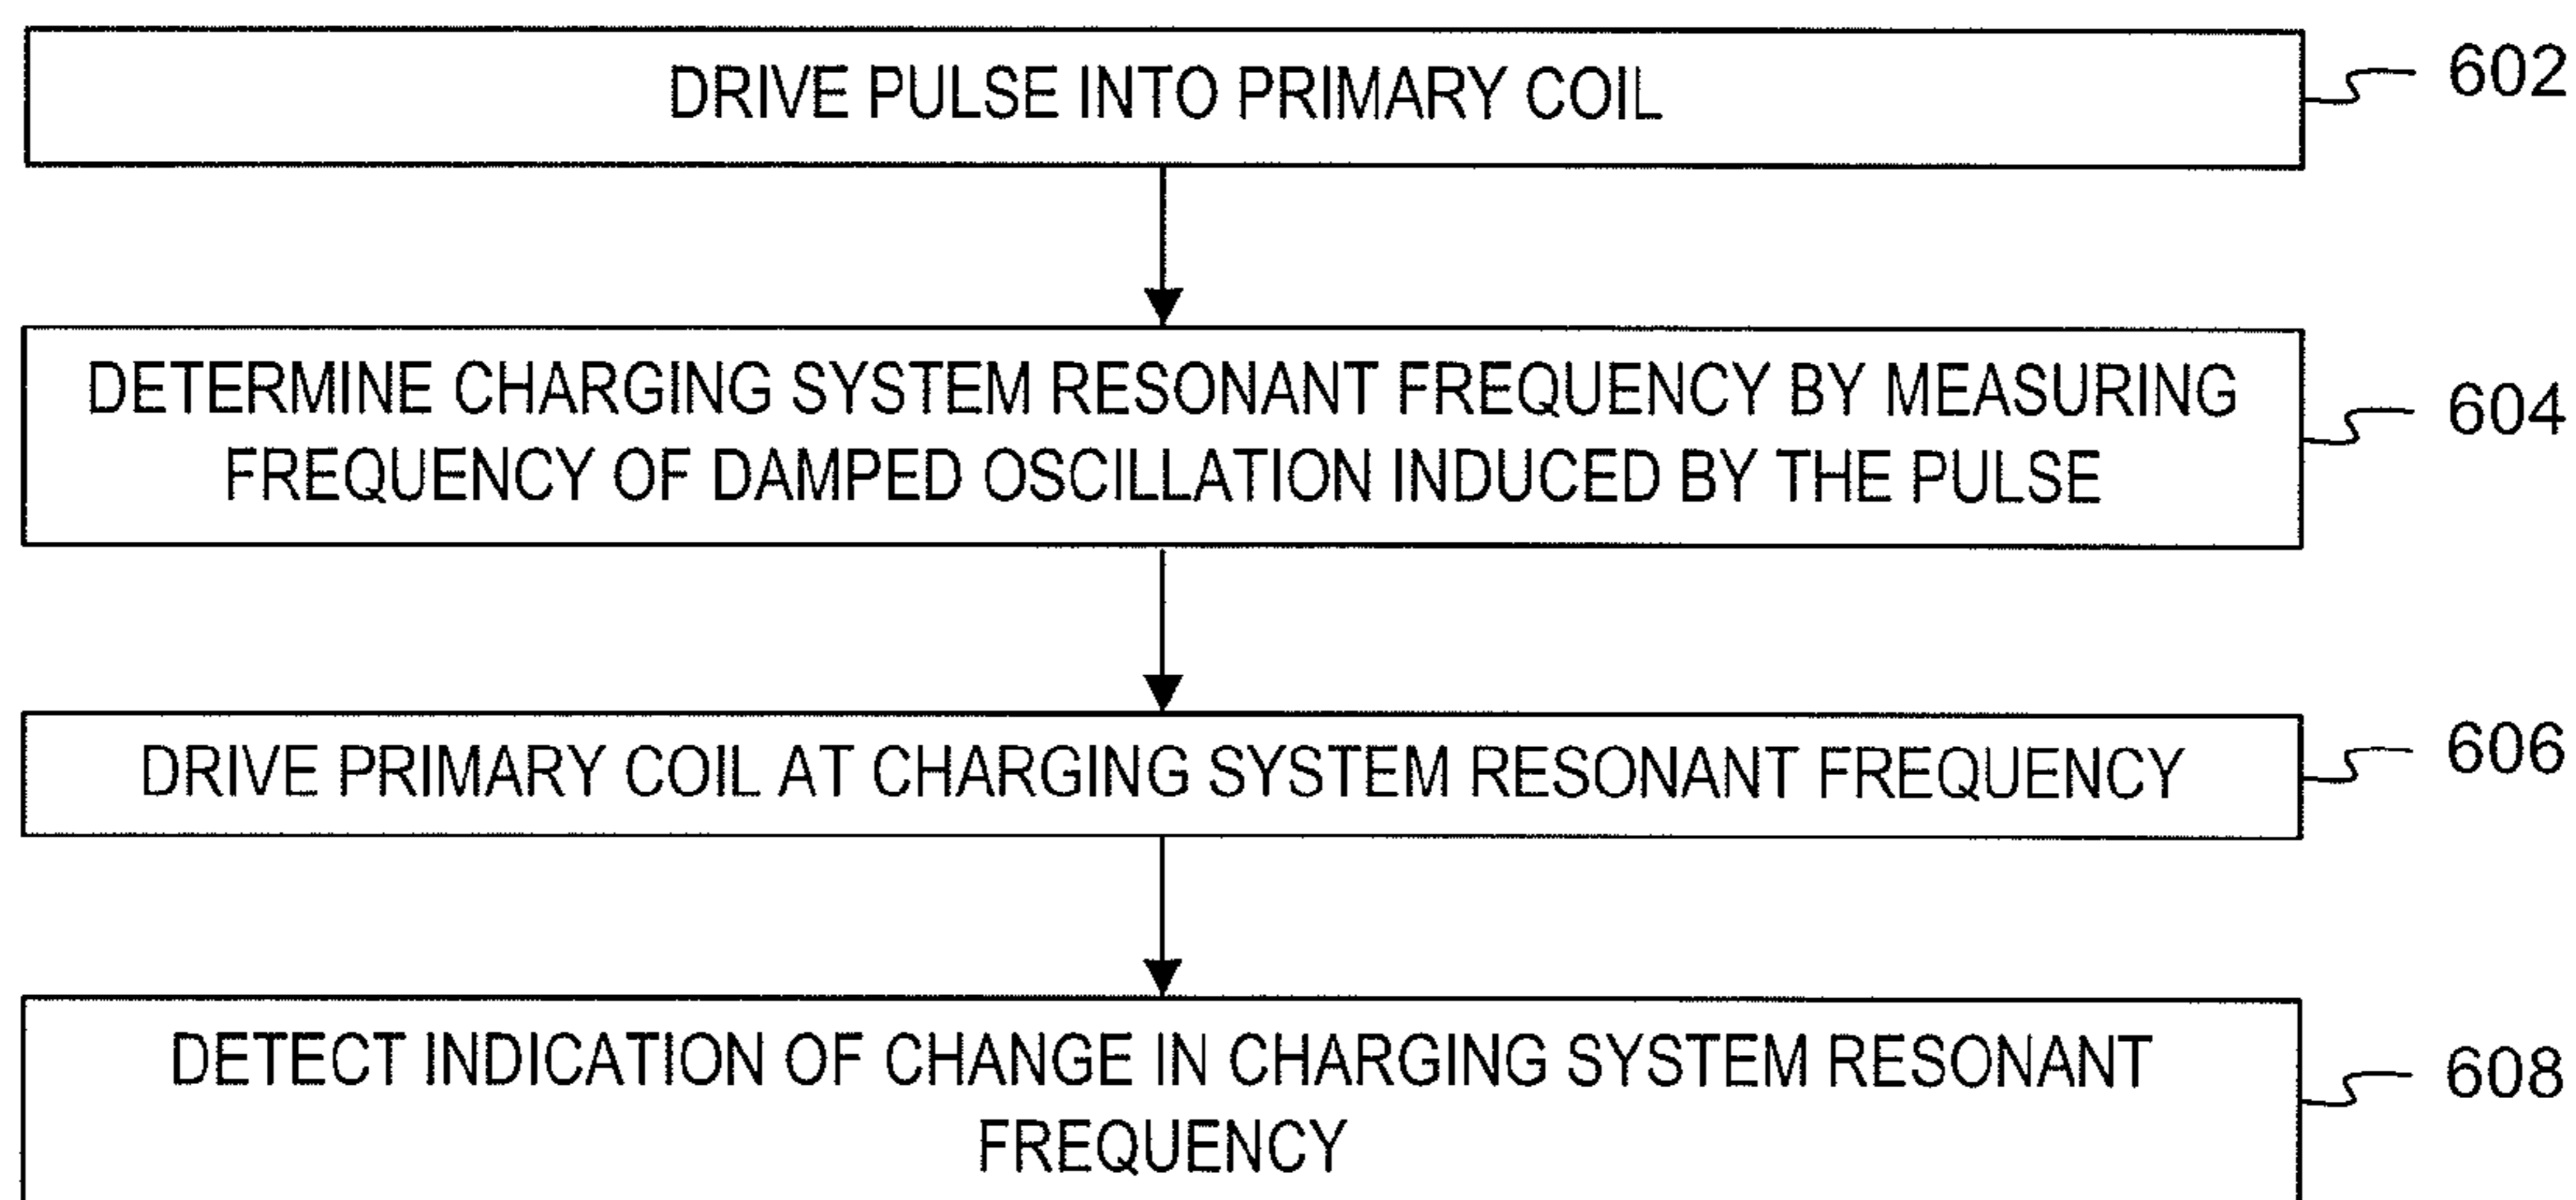 DRIVE PULSE INTO PRIMARY COIL
602
DETERMINE CHARGING SYSTEM RESONANT FREQUENCY BY MEASURING
FREQUENCY OF DAMPED OSCILLATION INDUCED BY THE PULSE
604
DRIVE PRIMARY COIL AT CHARGING SYSTEM RESONANT FREQUENCY
606
DETECT INDICATION OF CHANGE IN CHARGING SYSTEM RESONANT
FREQUENCY
608